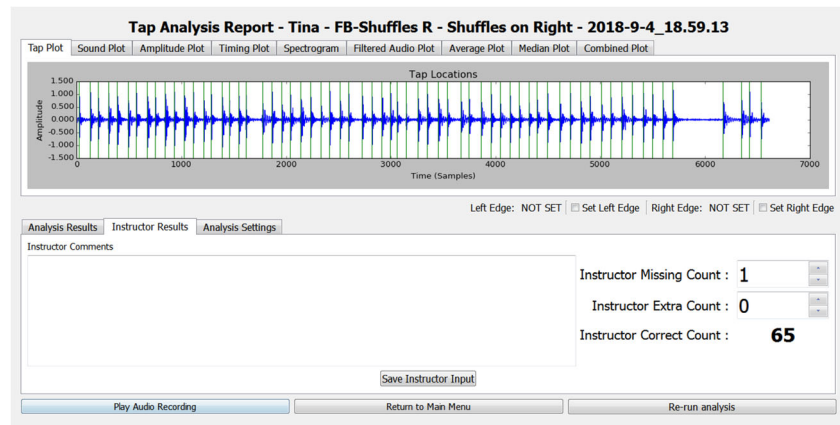 Tap Analysis Report - Tina - FB-Shuffles R - Shuffles on Right - 2018-9-4_18.59.13
Tap Plot Sound Plot Amplitude Plot Timing Plot Spectrogram Filtered Audio Plot Average Plot Median Plot Combined Plot
Tap Locations
1.500
1.000
0.500
0.000
-0.500
-1.000
-1.500
Amplitude
0 1000 2000 3000 4000 5000 6000 7000
Time (Samples)
Left Edge: NOT SET Set Left Edge Right Edge: NOT SET Set Right Edge
Analysis Results Instructor Results Analysis Settings
Instructor Comments
Instructor Missing Count : 1
Instructor Extra Count : 0
Instructor Correct Count : 65
Save Instructor Input
Play Audio Recording Return to Main Menu Re-run analysis